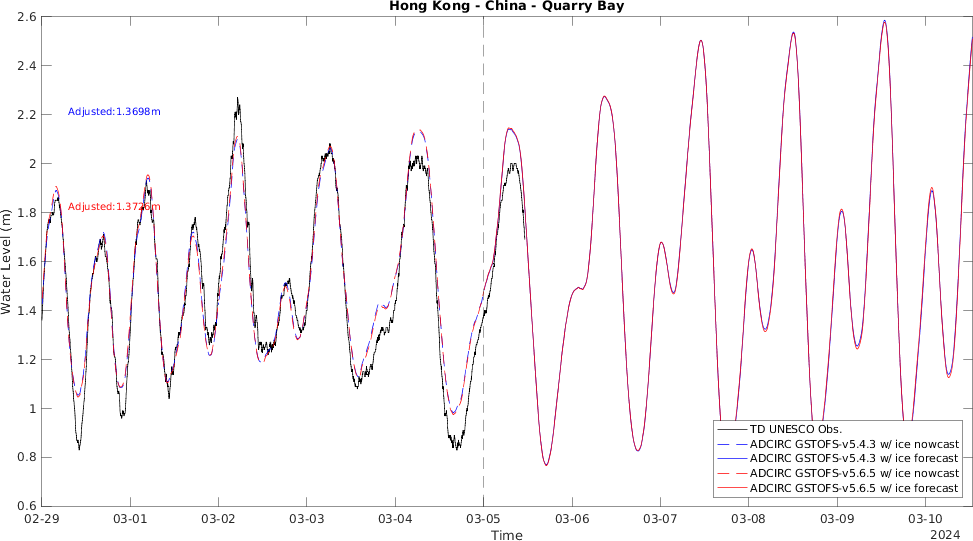 Hong Kong - China - Quarry Bay
2.6
2.4
2.2
2
1.8
1.6
1.4
1.2
1
0.8
0.6
Water Level (m)
Adjusted:1.3698m
Adjusted:1.3726m
TD UNESCO Obs.
ADCIRC GSTOFS-v5.4.3 w/ ice nowcast
ADCIRC GSTOFS-v5.4.3 w/ ice forecast
ADCIRC GSTOFS-v5.6.5 w/ ice nowcast
ADCIRC GSTOFS-v5.6.5 w/ ice forecast
02-29 03-01 03-02 03-03 03-04 03-05 03-06 03-07 03-08 03-09 03-10
Time
2024